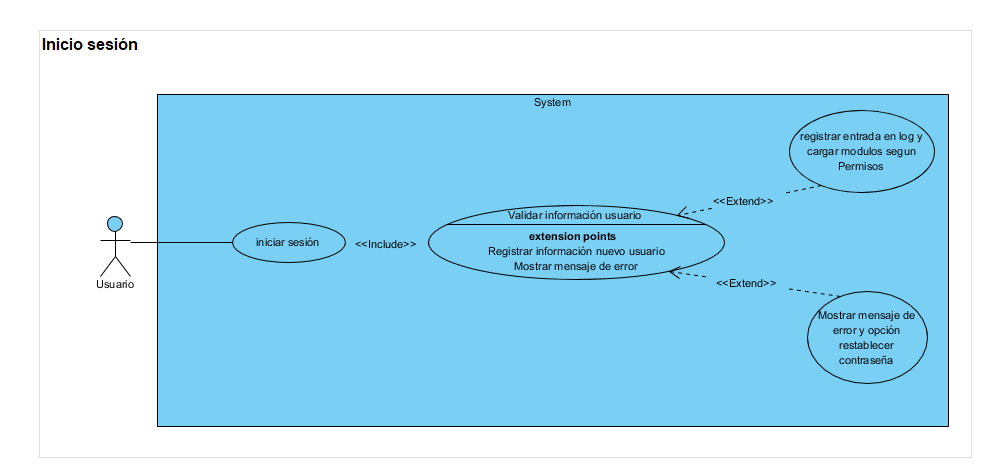 Inicio sesión
System
registrar entrada en log y
cargar modulos segun
Permisos
<<Extend>>
Validar información usuario
iniciar sesión
<<Include>>
extension points
Registrar información nuevo usuario
Mostrar mensaje de error
Usuario
<<Extend>>
Mostrar mensaje de
error y opción
restablecer
contraseña